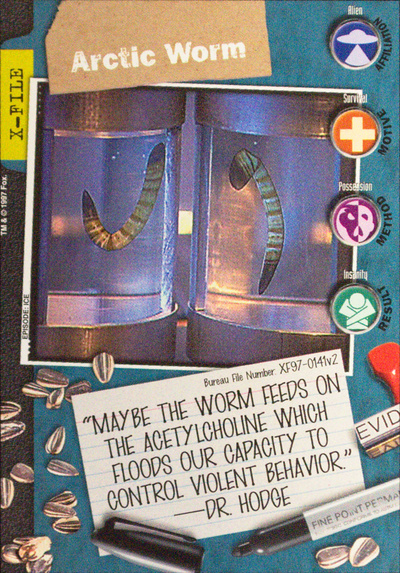 Arctic Worm
X-FILE
Alien
AFFILIATION
Survival
MOTIVE
Possession
METHOD
Insanity
RESULT
TM & © 1997 Fox.
EPISODE: ICE
Bureau File Number: XF97-0141v2
"MAYBE THE WORM FEEDS ON
THE ACETYLCHOLINE WHICH
FLOODS OUR CAPACITY TO
CONTROL VIOLENT BEHAVIOR."
—DR. HODGE
EVID
FINE POINT PERMA